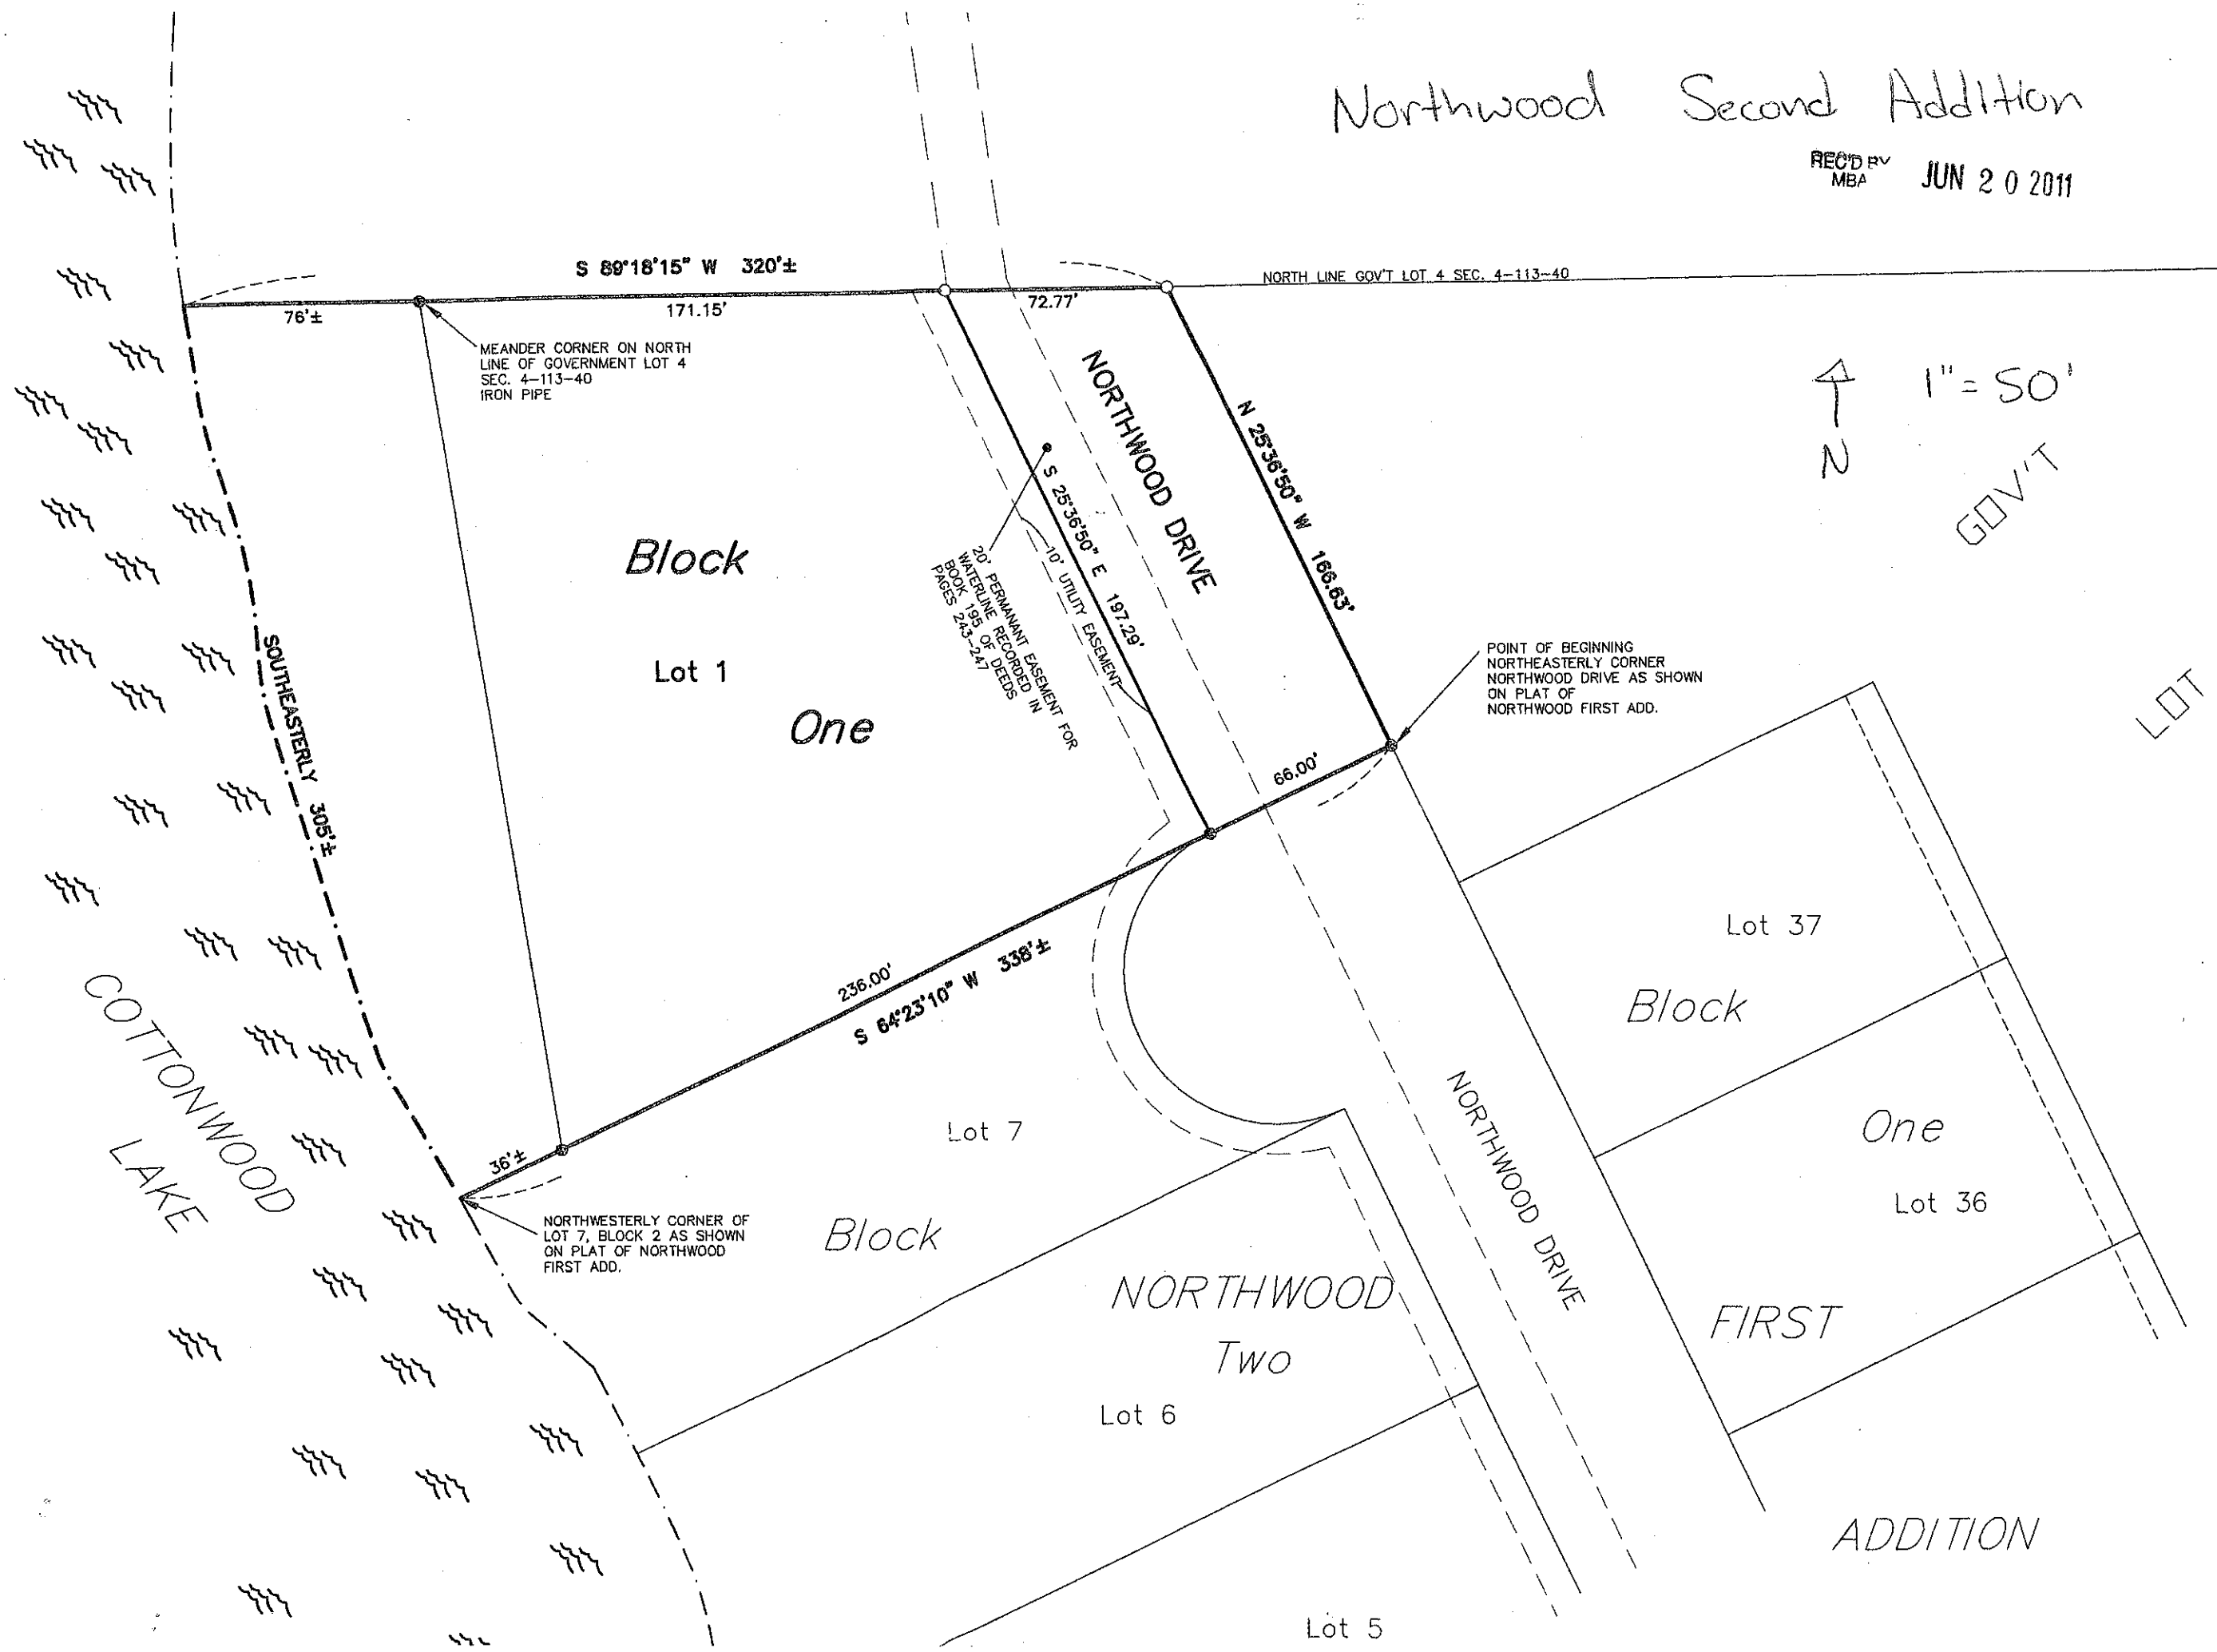 Northwood Second Addition
REC'D BY
MBA
JUN 2 0 2011
S 89°18'15" W 320'±
NORTH LINE GOV'T LOT 4 SEC. 4-113-40
76'±
171.15'
72.77'
MEANDER CORNER ON NORTH
LINE OF GOVERNMENT LOT 4
SEC. 4-113-40
IRON PIPE
1" = 50'
N
GOV'T
LOT
NORTHWOOD DRIVE
N 25°36'50" W 166.63'
S 25°36'50" E 197.29'
10' UTILITY EASEMENT
20' PERMANANT EASEMENT FOR
WATERLINE RECORDED IN
BOOK 195 OF DEEDS
PAGES 243-247
Block
Lot 1
One
SOUTHEASTERLY 305'±
POINT OF BEGINNING
NORTHEASTERLY CORNER
NORTHWOOD DRIVE AS SHOWN
ON PLAT OF
NORTHWOOD FIRST ADD.
66.00'
236.00'
S 64°23'10" W 338'±
36'±
COTTONWOOD
LAKE
NORTHWESTERLY CORNER OF
LOT 7, BLOCK 2 AS SHOWN
ON PLAT OF NORTHWOOD
FIRST ADD.
Lot 7
Block
NORTHWOOD
Two
Lot 6
Lot 5
NORTHWOOD DRIVE
Lot 37
Block
One
Lot 36
FIRST
ADDITION